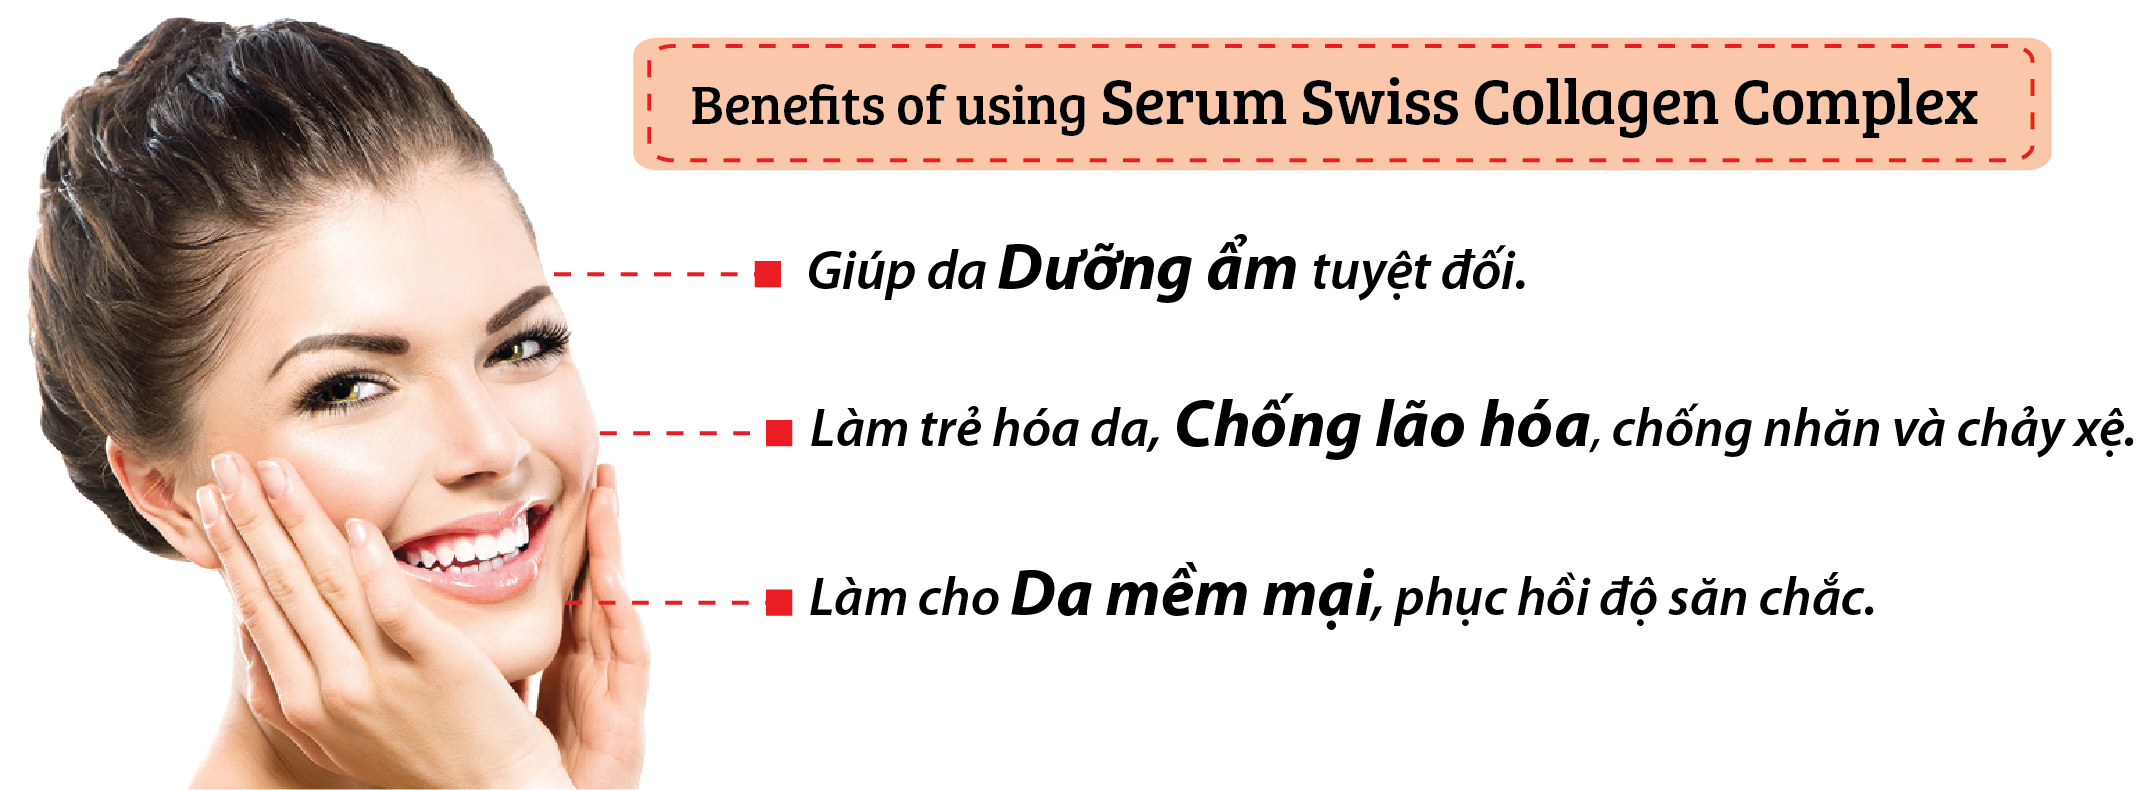 Benefits of using Serum Swiss Collagen Complex
Giúp da Dưỡng ẩm tuyệt đối.
Làm trẻ hóa da, Chống lão hóa, chống nhăn và chảy xệ.
Làm cho Da mềm mại, phục hồi độ săn chắc.